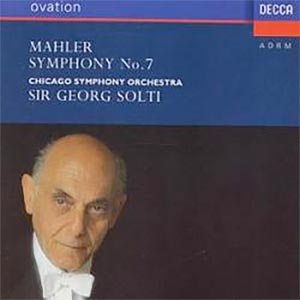 ovation
DECCA
MAHLER
SYMPHONY No.7
ADRM
CHICAGO SYMPHONY ORCHESTRA
SIR GEORG SOLTI